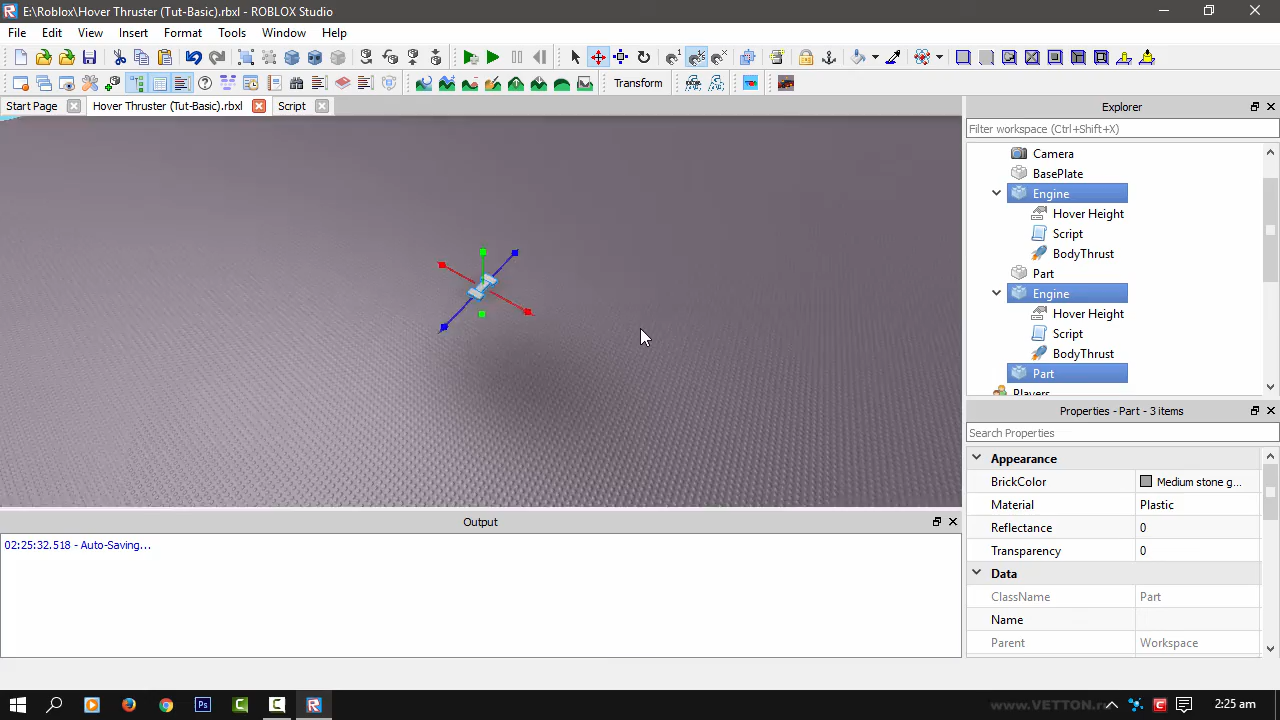 E:\Roblox\Hover Thruster (Tut-Basic).rbxl - ROBLOX Studio
File Edit View Insert Format Tools Window Help
Transform
Start Page Hover Thruster (Tut-Basic).rbxl Script
Explorer
Filter workspace (Ctrl+Shift+X)
Camera
BasePlate
Engine
Hover Height
Script
BodyThrust
Part
Engine
Hover Height
Script
BodyThrust
Part
Players
Properties - Part - 3 items
Search Properties
Appearance
BrickColor Medium stone g...
Material Plastic
Reflectance 0
Transparency 0
Data
ClassName Part
Name
Parent Workspace
Output
02:25:32.518 - Auto-Saving...
2:25 am